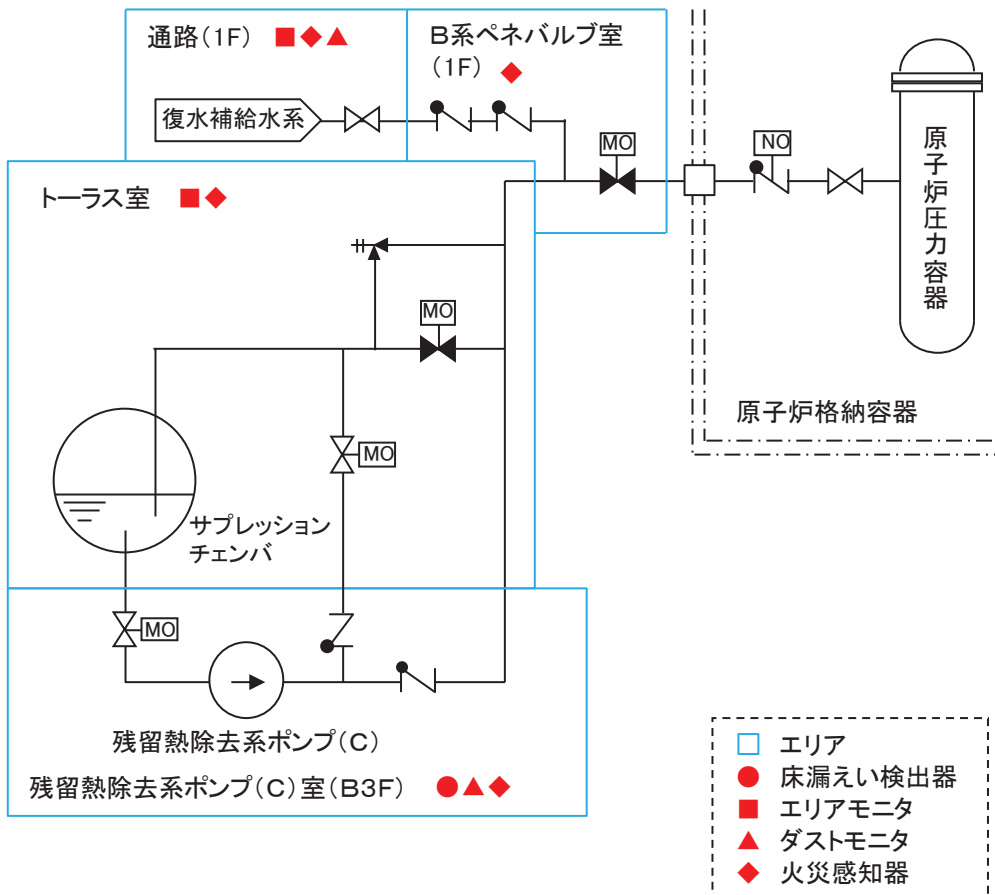 通路(1F)
B系ペネバルブ室
(1F)
復水補給水系
MO
NO
原子炉圧力容器
トーラス室
MO
原子炉格納容器
MO
サプレッション
チェンバ
MO
残留熱除去系ポンプ(C)
残留熱除去系ポンプ(C)室(B3F)
エリア
床漏えい検出器
エリアモニタ
ダストモニタ
火災感知器